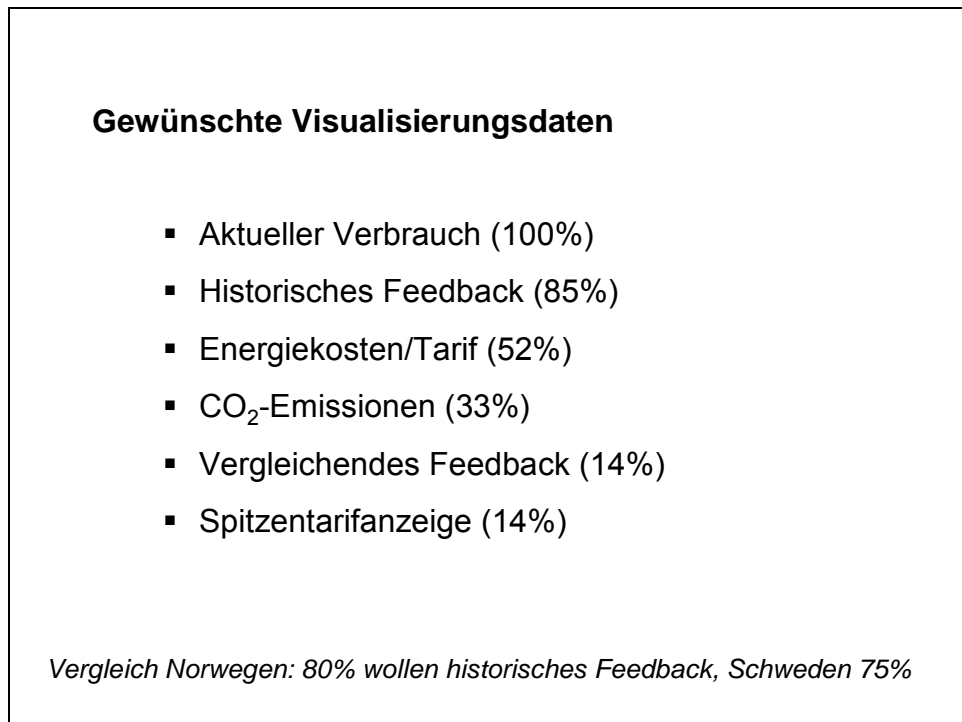 Gewünschte Visualisierungsdaten
▪ Aktueller Verbrauch (100%)
▪ Historisches Feedback (85%)
▪ Energiekosten/Tarif (52%)
▪ CO₂-Emissionen (33%)
▪ Vergleichendes Feedback (14%)
▪ Spitzentarifanzeige (14%)
Vergleich Norwegen: 80% wollen historisches Feedback, Schweden 75%